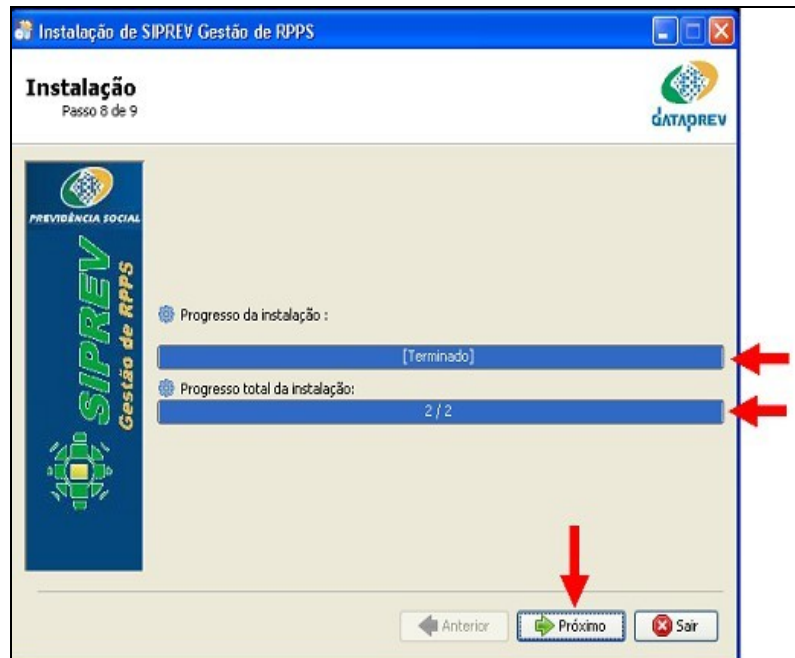 Instalação de SIPREV Gestão de RPPS
Instalação
Passo 8 de 9
DATAPREV
PREVIDÊNCIA SOCIAL
SIPREV
Gestão de RPPS
Progresso da instalação :
[Terminado]
Progresso total da instalação:
2 / 2
Anterior
Próximo
Sair